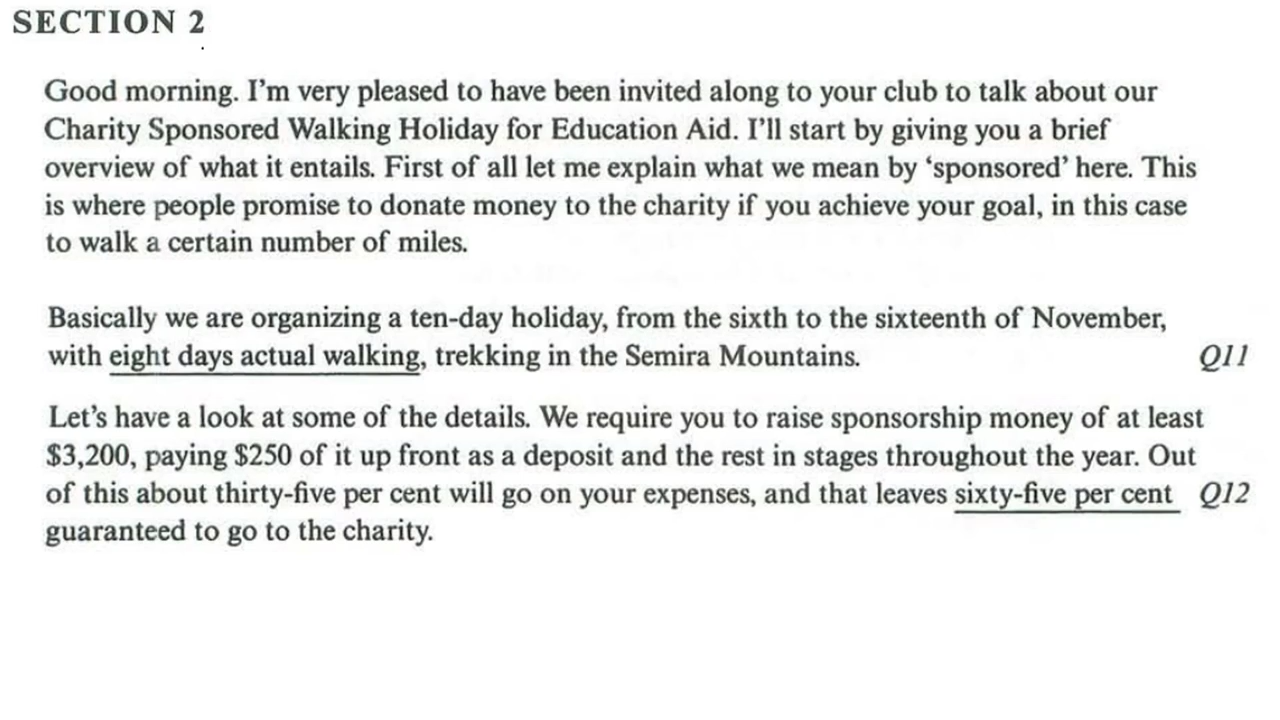 SECTION 2
Good morning. I'm very pleased to have been invited along to your club to talk about our
Charity Sponsored Walking Holiday for Education Aid. I'll start by giving you a brief
overview of what it entails. First of all let me explain what we mean by 'sponsored' here. This
is where people promise to donate money to the charity if you achieve your goal, in this case
to walk a certain number of miles.
Basically we are organizing a ten-day holiday, from the sixth to the sixteenth of November,
with eight days actual walking, trekking in the Semira Mountains. Q11
Let's have a look at some of the details. We require you to raise sponsorship money of at least
$3,200, paying $250 of it up front as a deposit and the rest in stages throughout the year. Out
of this about thirty-five per cent will go on your expenses, and that leaves sixty-five per cent Q12
guaranteed to go to the charity.